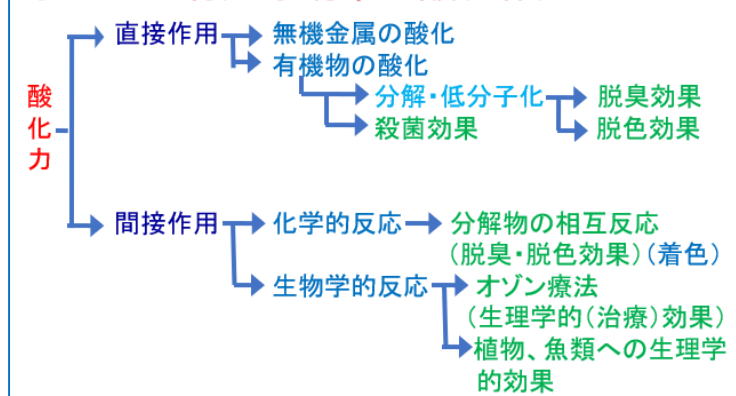 直接作用
無機金属の酸化
有機物の酸化
酸化力
分解・低分子化
脱臭効果
殺菌効果
脱色効果
間接作用
化学的反応
分解物の相互反応
(脱臭・脱色効果)(着色)
生物学的反応
オゾン療法
(生理学的(治療)効果)
植物、魚類への生理学
的効果